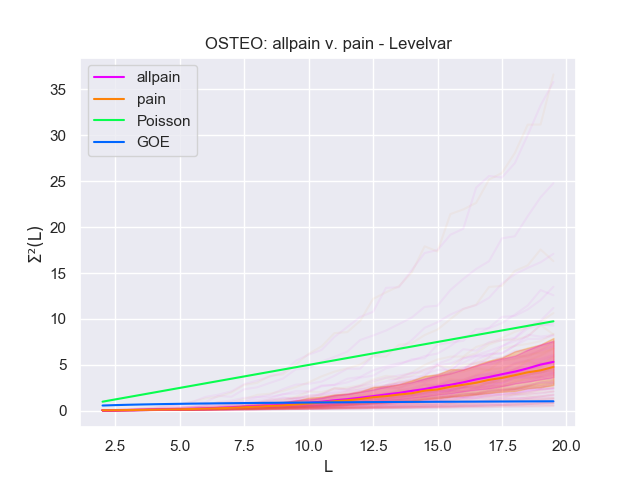 OSTEO: allpain v. pain - Levelvar
allpain
pain
Poisson
GOE
35
30
25
20
15
10
5
0
Σ²(L)
2.5 5.0 7.5 10.0 12.5 15.0 17.5 20.0
L